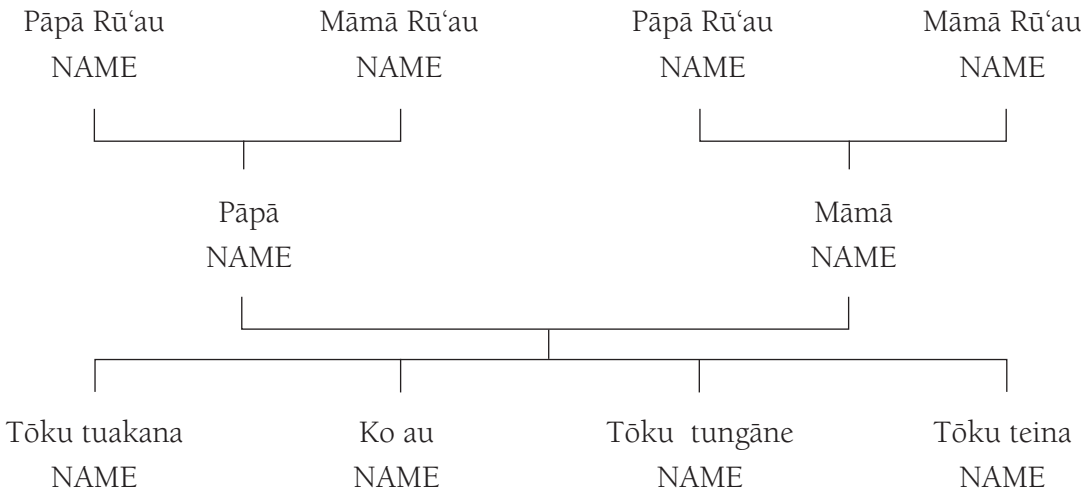 Pāpā Rū‘au Māmā Rū‘au Pāpā Rū‘au Māmā Rū‘au
NAME NAME NAME NAME
Pāpā Māmā
NAME NAME
Tōku tuakana Ko au Tōku tungāne Tōku teina
NAME NAME NAME NAME